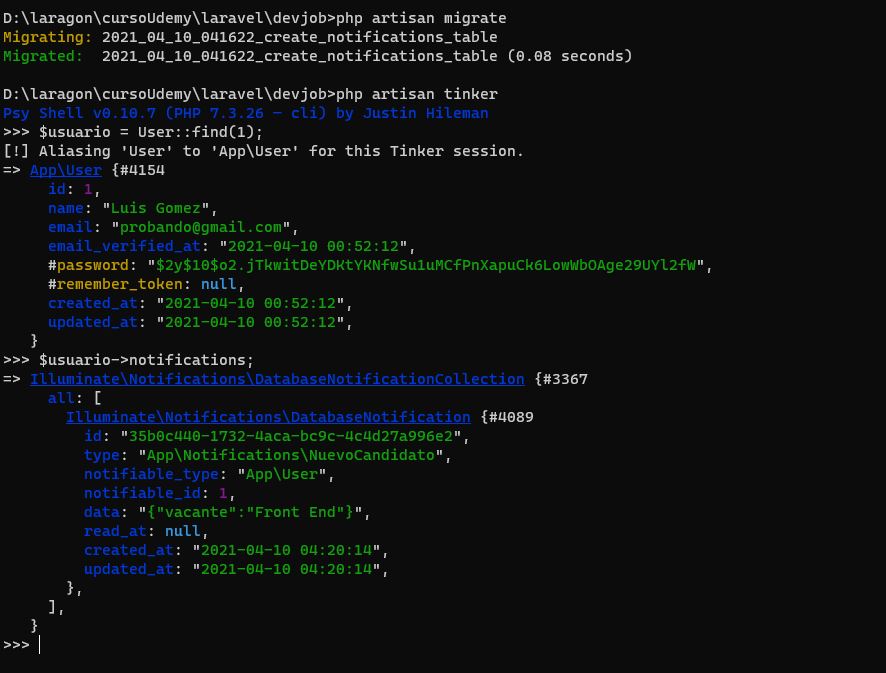 D:\laragon\cursoUdemy\laravel\devjob>php artisan migrate
Migrating: 2021_04_10_041622_create_notifications_table
Migrated:  2021_04_10_041622_create_notifications_table (0.08 seconds)
D:\laragon\cursoUdemy\laravel\devjob>php artisan tinker
Psy Shell v0.10.7 (PHP 7.3.26 — cli) by Justin Hileman
>>> $usuario = User::find(1);
[!] Aliasing 'User' to 'App\User' for this Tinker session.
=> App\User {#4154
     id: 1,
     name: "Luis Gomez",
     email: "probando@gmail.com",
     email_verified_at: "2021-04-10 00:52:12",
     #password: "$2y$10$o2.jTkwitDeYDKtYKNfwSu1uMCfPnXapuCk6LowWbOAge29UYl2fW",
     #remember_token: null,
     created_at: "2021-04-10 00:52:12",
     updated_at: "2021-04-10 00:52:12",
   }
>>> $usuario->notifications;
=> Illuminate\Notifications\DatabaseNotificationCollection {#3367
     all: [
       Illuminate\Notifications\DatabaseNotification {#4089
         id: "35b0c440-1732-4aca-bc9c-4c4d27a996e2",
         type: "App\Notifications\NuevoCandidato",
         notifiable_type: "App\User",
         notifiable_id: 1,
         data: "{"vacante":"Front End"}",
         read_at: null,
         created_at: "2021-04-10 04:20:14",
         updated_at: "2021-04-10 04:20:14",
       },
     ],
   }
>>>